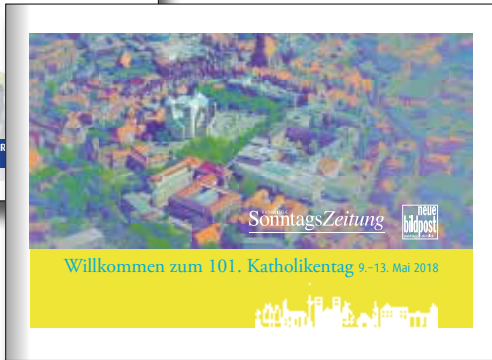 SonntagsZeitung
neue
bildpost
Willkommen zum 101. Katholikentag 9.–13. Mai 2018